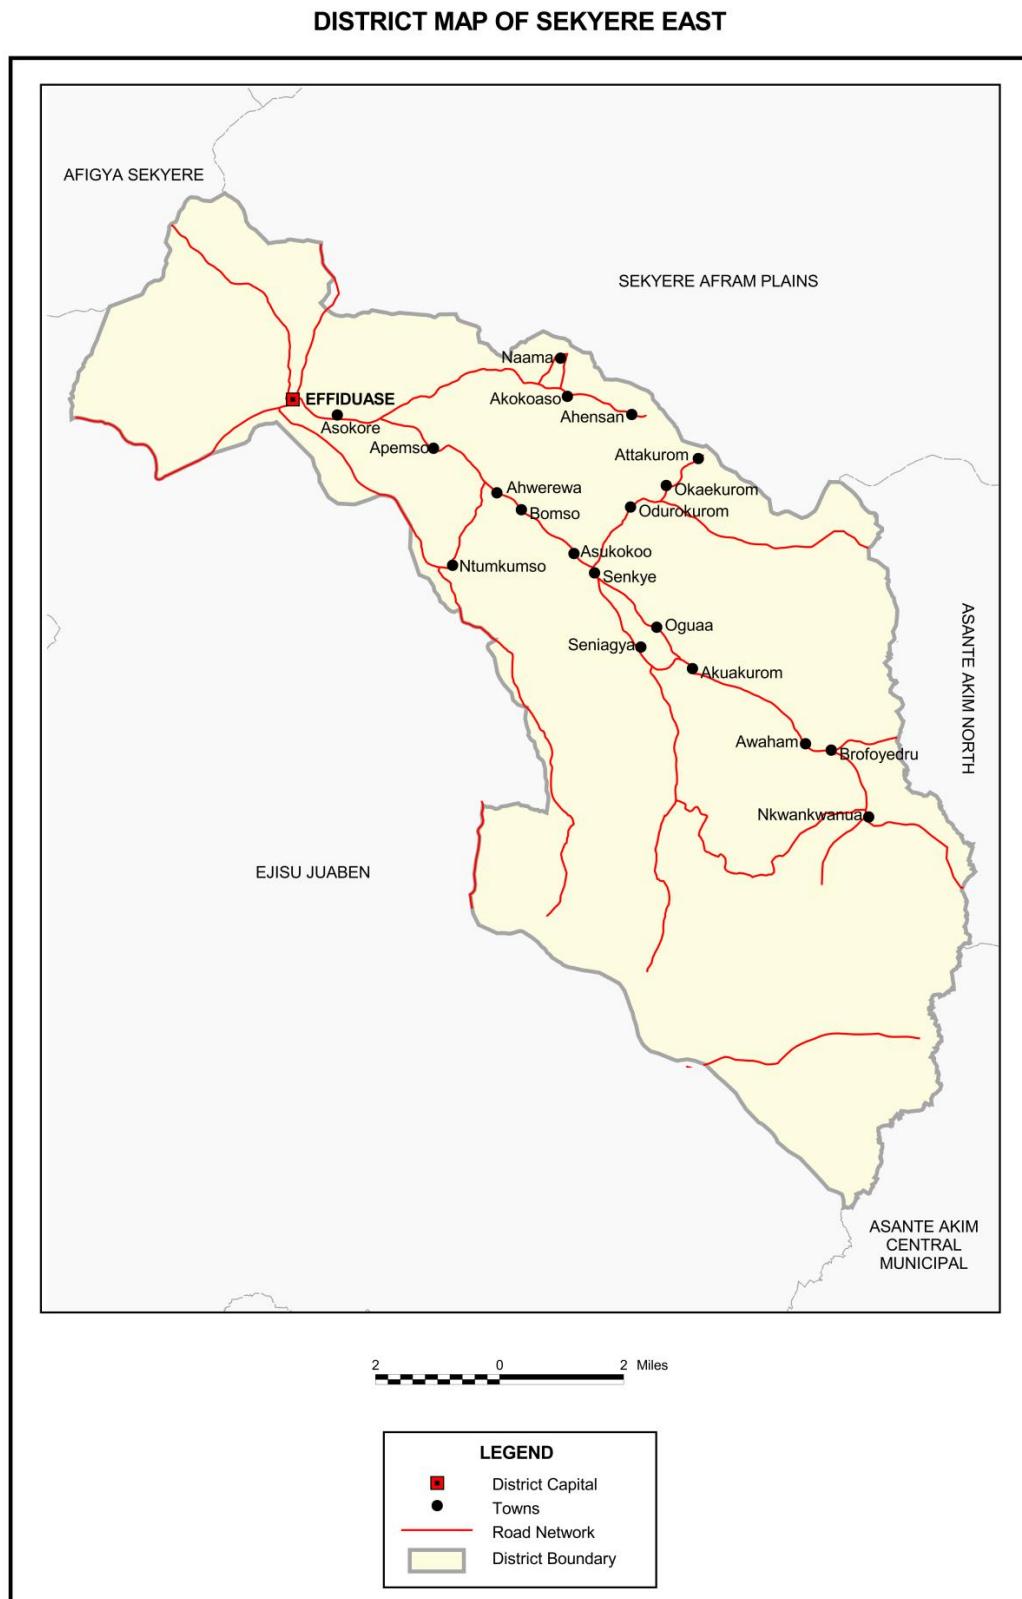 DISTRICT MAP OF SEKYERE EAST
AFIGYA SEKYERE
SEKYERE AFRAM PLAINS
Naama
EFFIDUASE
Akokoaso
Asokore
Ahensan
Apemso
Attakurom
Okaekurom
Ahwerewa
Odurokurom
Bomso
Asukokoo
Ntumkumso
Senkye
Oguaa
Seniagya
Akuakurom
ASANTE AKIM NORTH
Awaham
Brofoyedru
Nkwankwanua
EJISU JUABEN
ASANTE AKIM
CENTRAL
MUNICIPAL
2 0 2 Miles
LEGEND
District Capital
Towns
Road Network
District Boundary